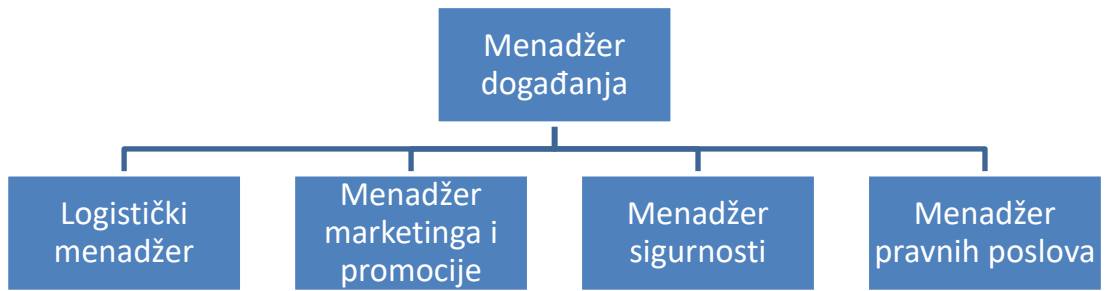 Menadžer
događanja
Logistički
menadžer
Menadžer
marketinga i
promocije
Menadžer
sigurnosti
Menadžer
pravnih poslova